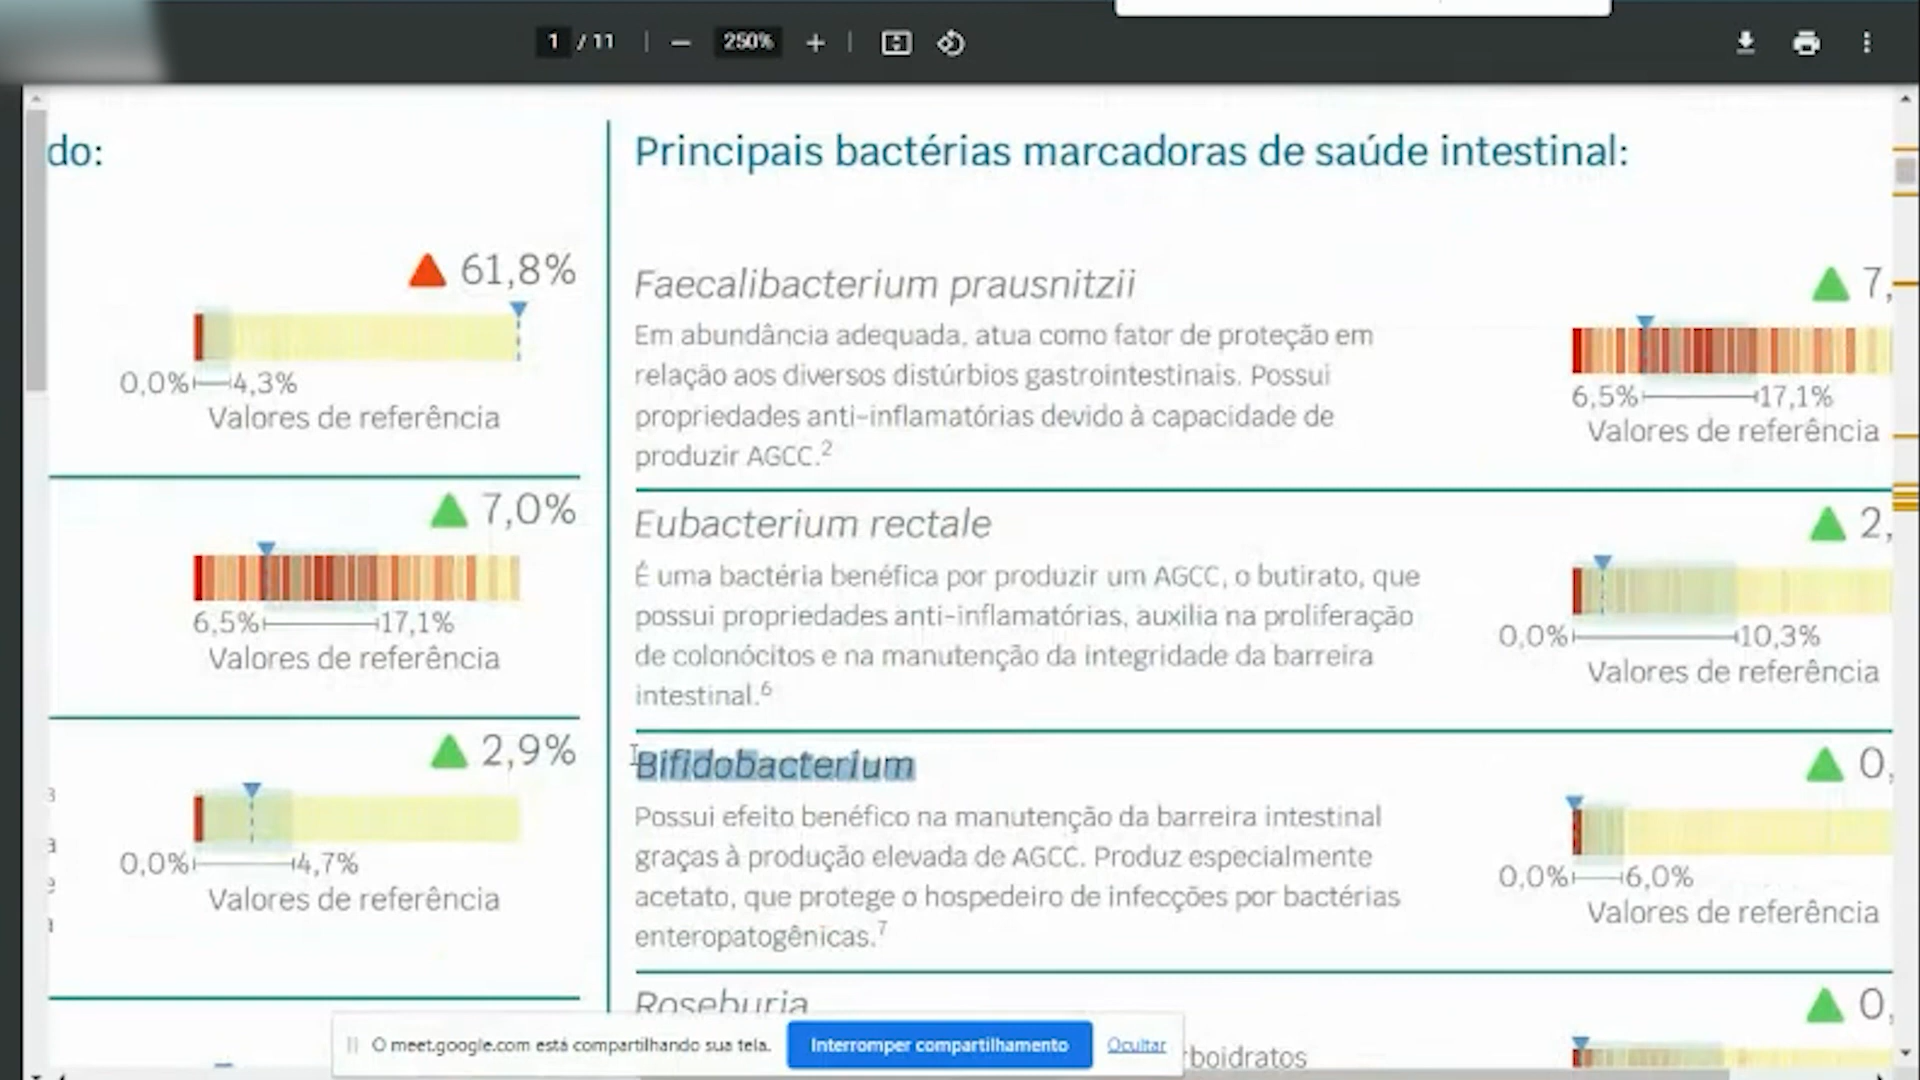 1 / 11 250%
do:
61,8%
0,0% 4,3%
Valores de referência
7,0%
6,5% 17,1%
Valores de referência
2,9%
0,0% 4,7%
Valores de referência
Principais bactérias marcadoras de saúde intestinal:
Faecalibacterium prausnitzii
Em abundância adequada, atua como fator de proteção em
relação aos diversos distúrbios gastrointestinais. Possui
propriedades anti-inflamatórias devido à capacidade de
produzir AGCC.2
7,
6,5% 17,1%
Valores de referência
Eubacterium rectale
É uma bactéria benéfica por produzir um AGCC, o butirato, que
possui propriedades anti-inflamatórias, auxilia na proliferação
de colonócitos e na manutenção da integridade da barreira
intestinal.6
2,
0,0% 10,3%
Valores de referência
Bifidobacterium
Possui efeito benéfico na manutenção da barreira intestinal
graças à produção elevada de AGCC. Produz especialmente
acetato, que protege o hospedeiro de infecções por bactérias
enteropatogênicas.7
0,
0,0% 6,0%
Valores de referência
Roseburia
0,
rboidratos
O meet.google.com está compartilhando sua tela. Interromper compartilhamento Ocultar